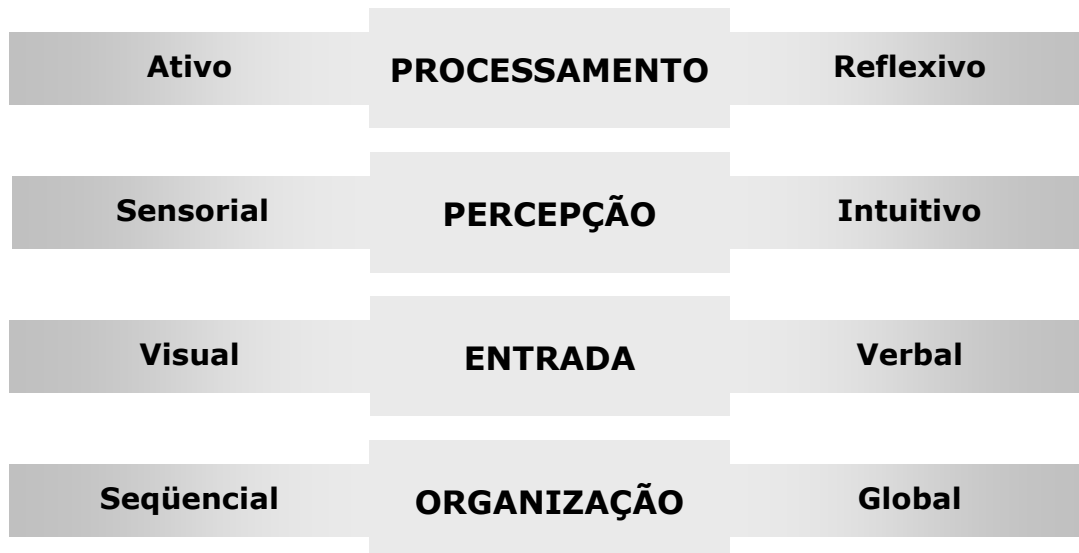 Ativo PROCESSAMENTO Reflexivo
Sensorial PERCEPÇÃO Intuitivo
Visual ENTRADA Verbal
Seqüencial ORGANIZAÇÃO Global